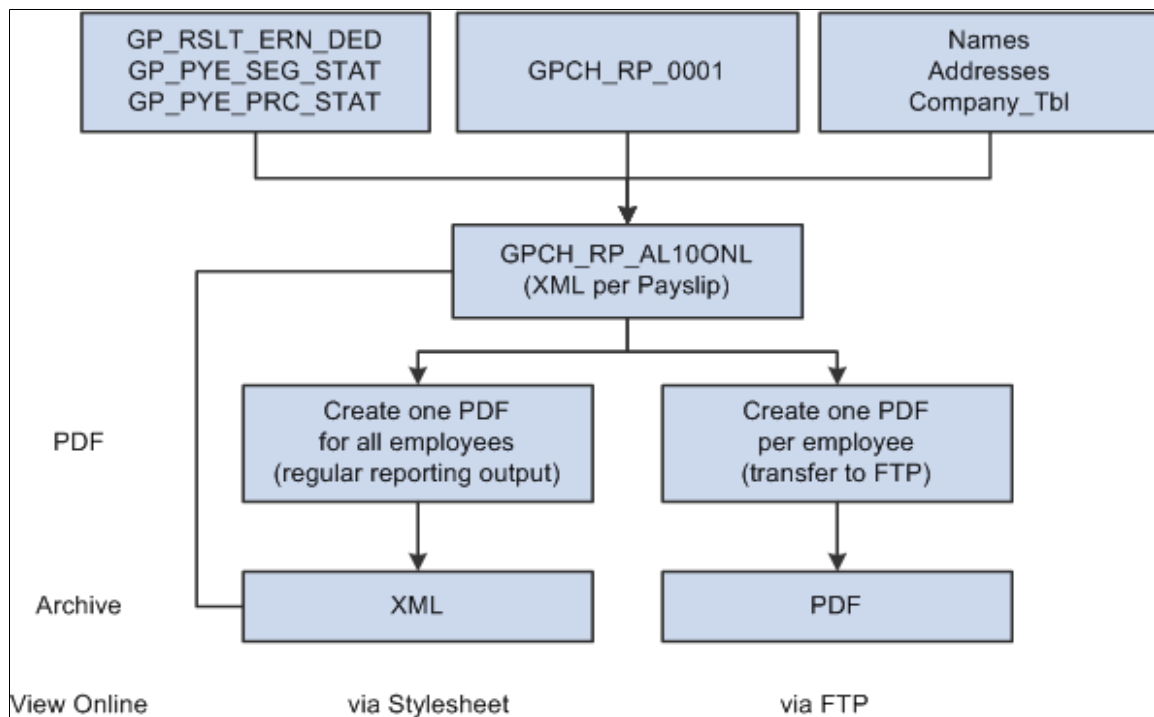 GP_RSLT_ERN_DED
GP_PYE_SEG_STAT
GP_PYE_PRC_STAT
GPCH_RP_0001
Names
Addresses
Company_Tbl
GPCH_RP_AL10ONL
(XML per Payslip)
PDF
Create one PDF
for all employees
(regular reporting output)
Create one PDF
per employee
(transfer to FTP)
Archive
XML
PDF
View Online
via Stylesheet
via FTP